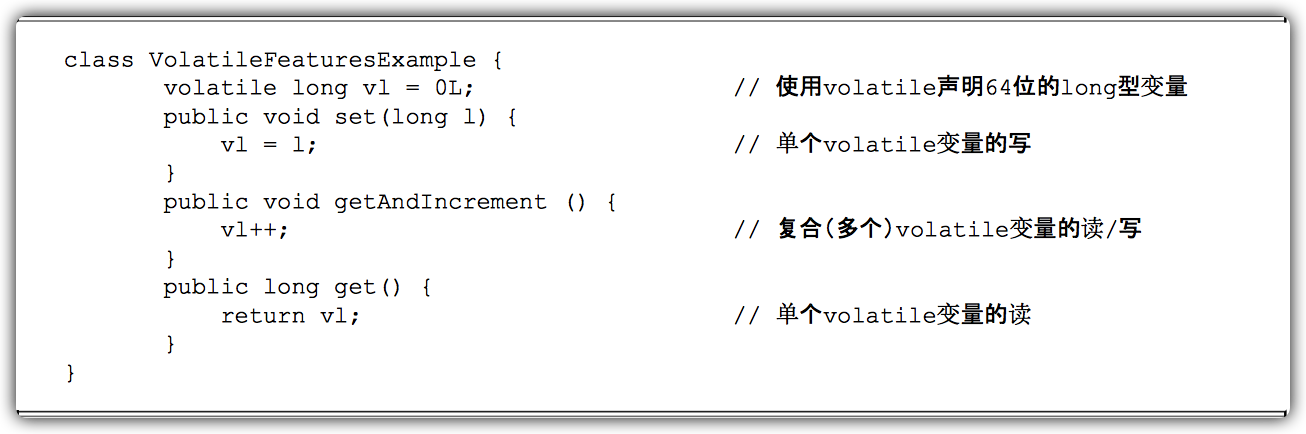 class VolatileFeaturesExample {
volatile long vl = 0L; // 使用volatile声明64位的long型变量
public void set(long l) {
vl = l; // 单个volatile变量的写
}
public void getAndIncrement () {
vl++; // 复合(多个)volatile变量的读/写
}
public long get() {
return vl; // 单个volatile变量的读
}
}